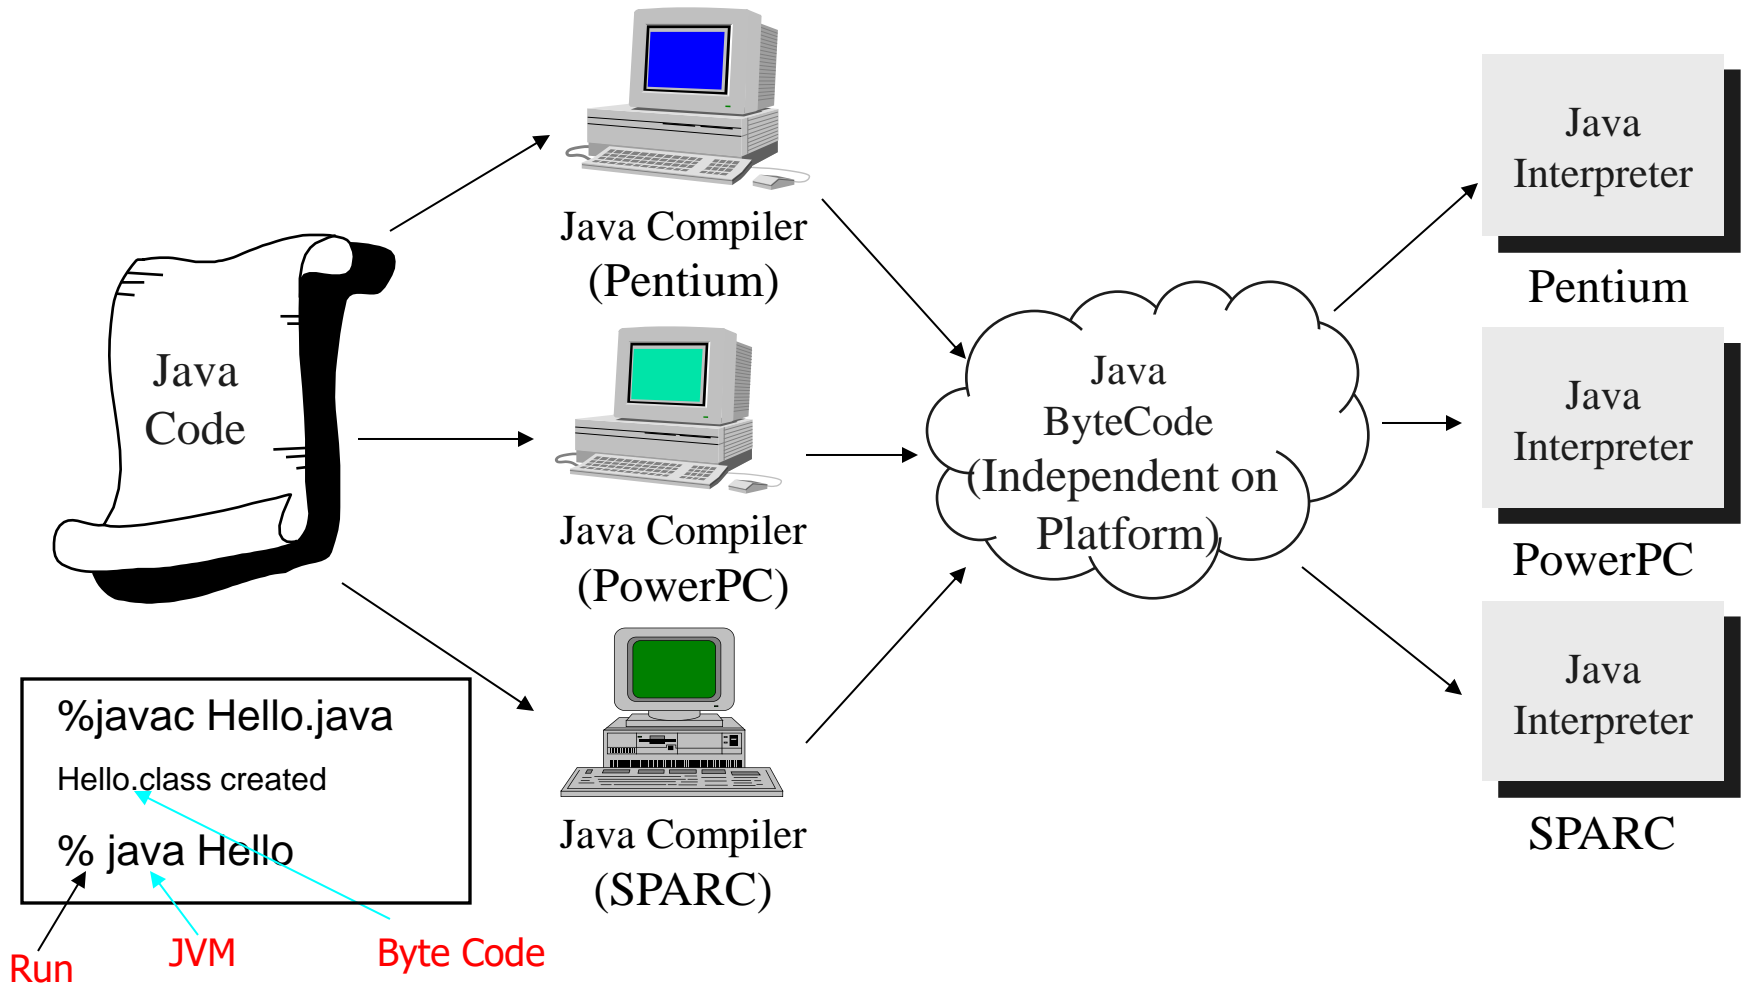 Java
Code
Java Compiler
(Pentium)
Java Compiler
(PowerPC)
Java Compiler
(SPARC)
Java
ByteCode
(Independent on
Platform)
Java
Interpreter
Pentium
Java
Interpreter
PowerPC
Java
Interpreter
SPARC
%javac Hello.java
Hello.class created
% java Hello
Run
JVM
Byte Code